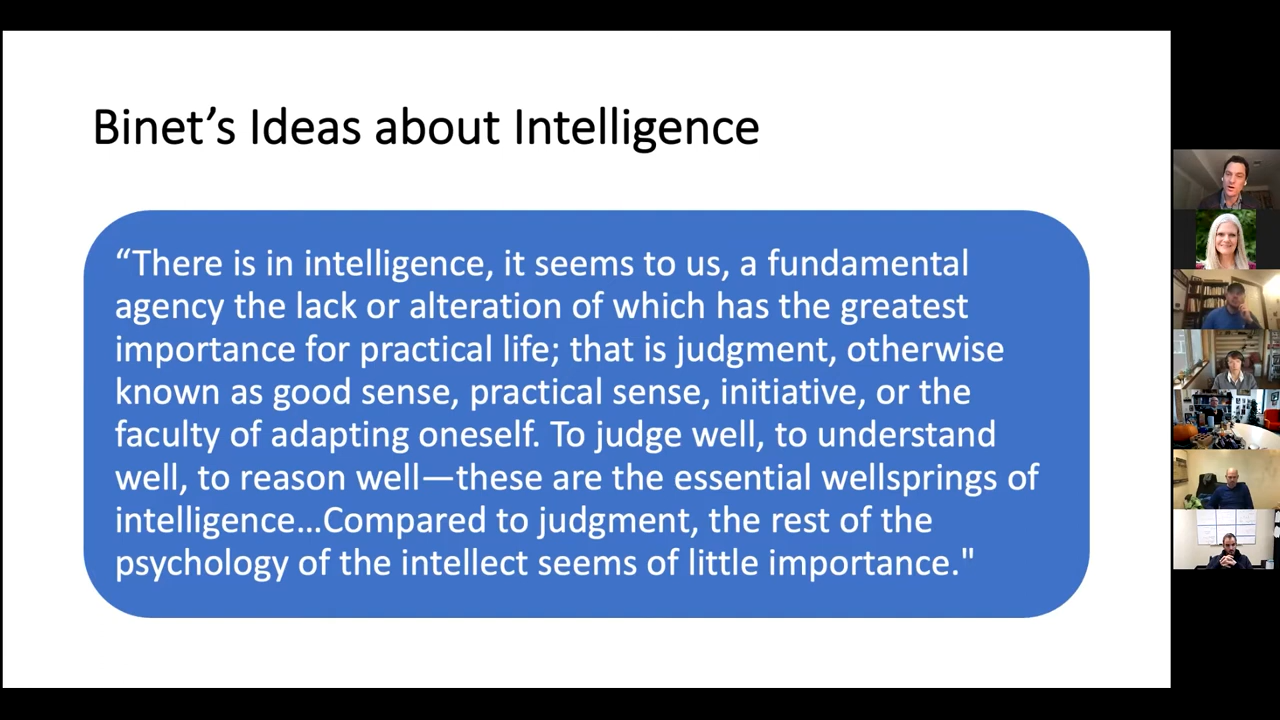 Binet’s Ideas about Intelligence
“There is in intelligence, it seems to us, a fundamental
agency the lack or alteration of which has the greatest
importance for practical life; that is judgment, otherwise
known as good sense, practical sense, initiative, or the
faculty of adapting oneself. To judge well, to understand
well, to reason well—these are the essential wellsprings of
intelligence…Compared to judgment, the rest of the
psychology of the intellect seems of little importance."